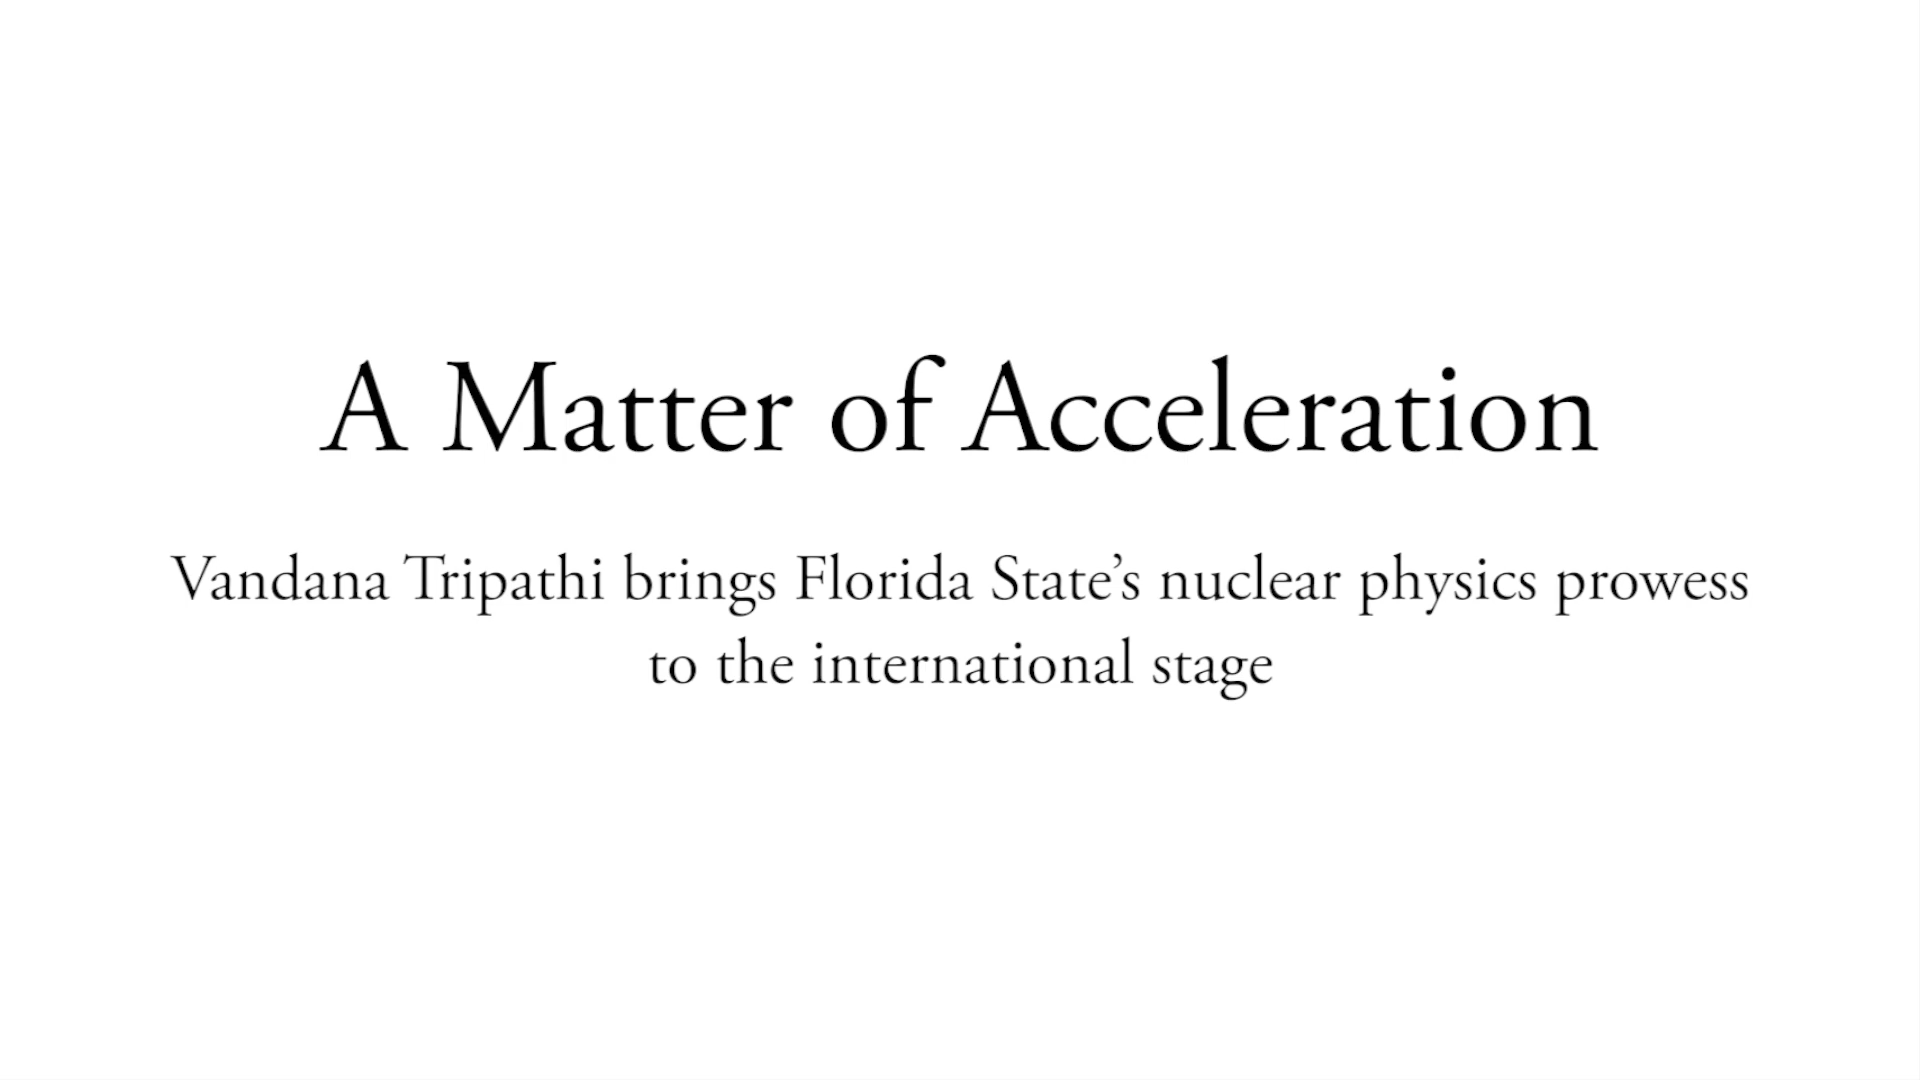 A Matter of Acceleration
Vandana Tripathi brings Florida State’s nuclear physics prowess
to the international stage